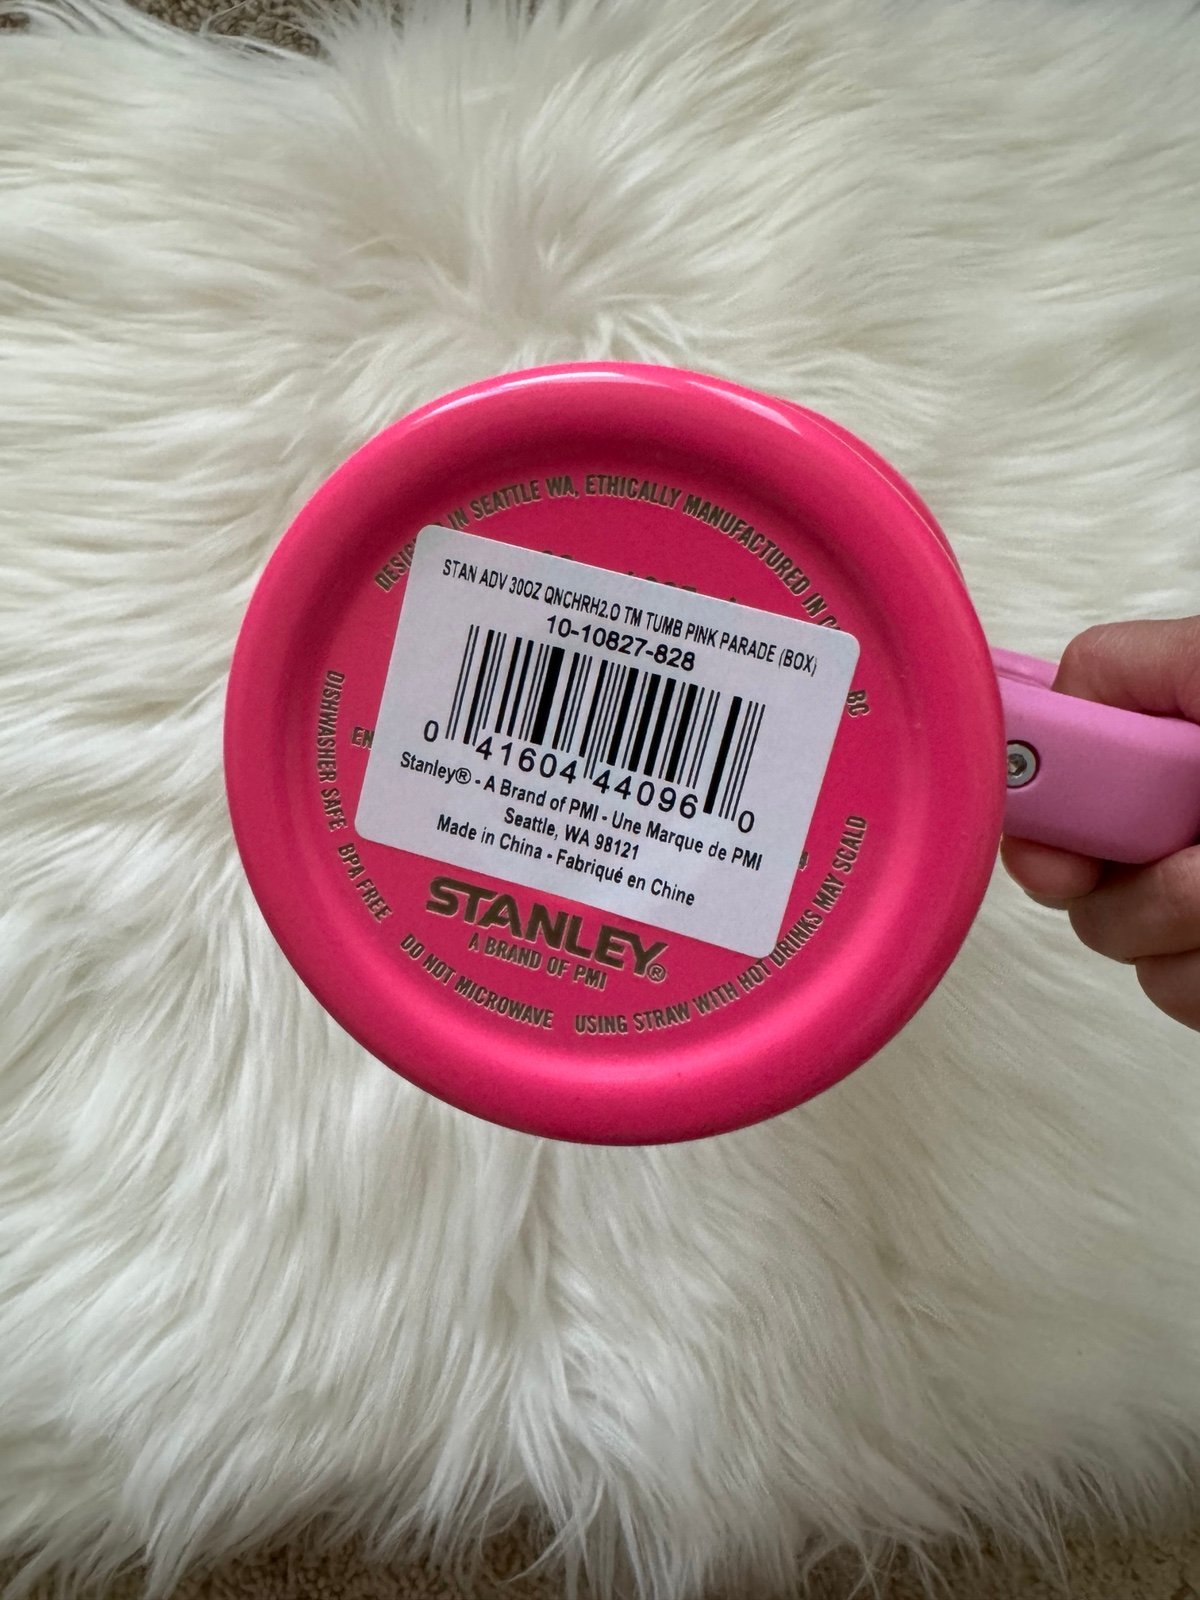 IN SEATTLE WA, ETHICALLY MANUFACTURED IN
STAN ADV 30OZ QNCHRH2.O TM TUMB PINK PARADE (BOX)
10-10827-828
0 41604 44096 0
Stanley® - A Brand of PMI - Une Marque de PMI
Seattle, WA 98121
Made in China - Fabriqué en Chine
STANLEY®
A BRAND OF PMI
DISHWASHER SAFE
BPA FREE
DO NOT MICROWAVE
USING STRAW WITH HOT DRINKS MAY SCALD